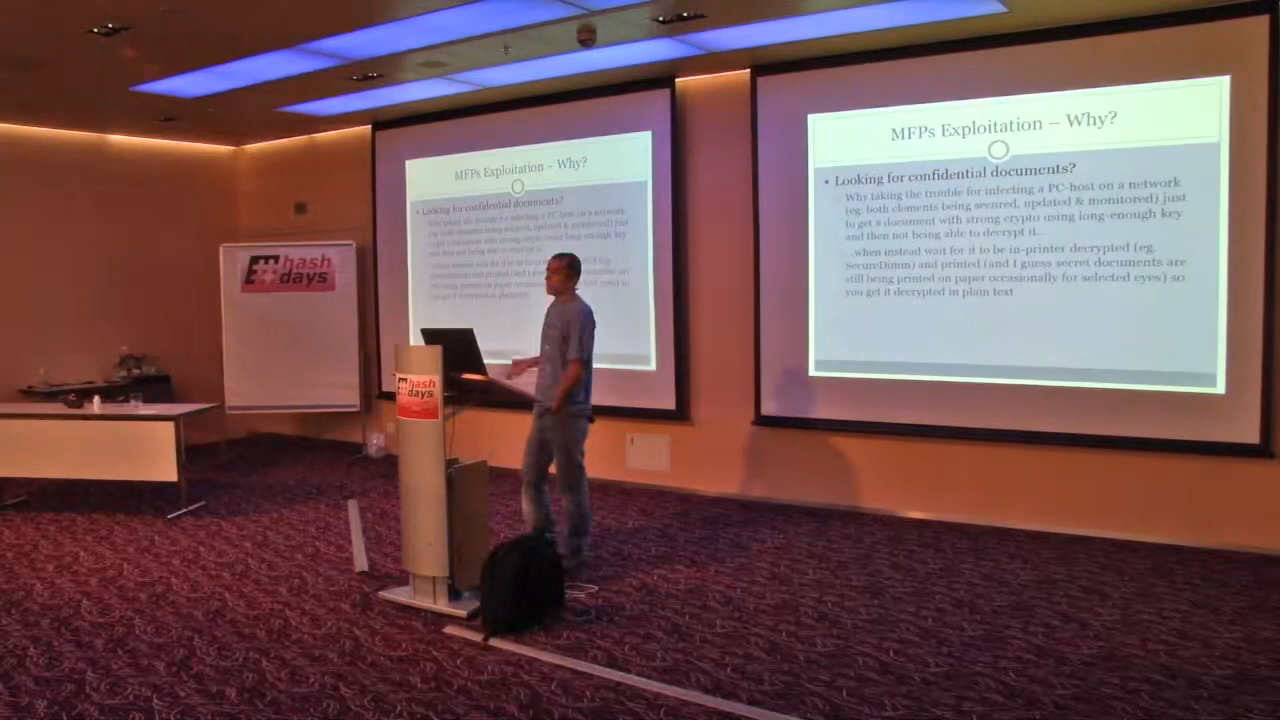 # hash
days
# hash
days
MFPs Exploitation – Why?
Looking for confidential documents?
MFPs Exploitation – Why?
• Looking for confidential documents?
Why taking the trouble for infecting a PC-host on a network
(eg. both elements being secured, updated & monitored) just
to get a document with strong crypto using long-enough key
and then not being able to decrypt it...
..when instead wait for it to be in-printer decrypted (eg.
SecureDimm) and printed (and I guess secret documents are
still being printed on paper occasionally for selected eyes) so
you get it decrypted in plain text